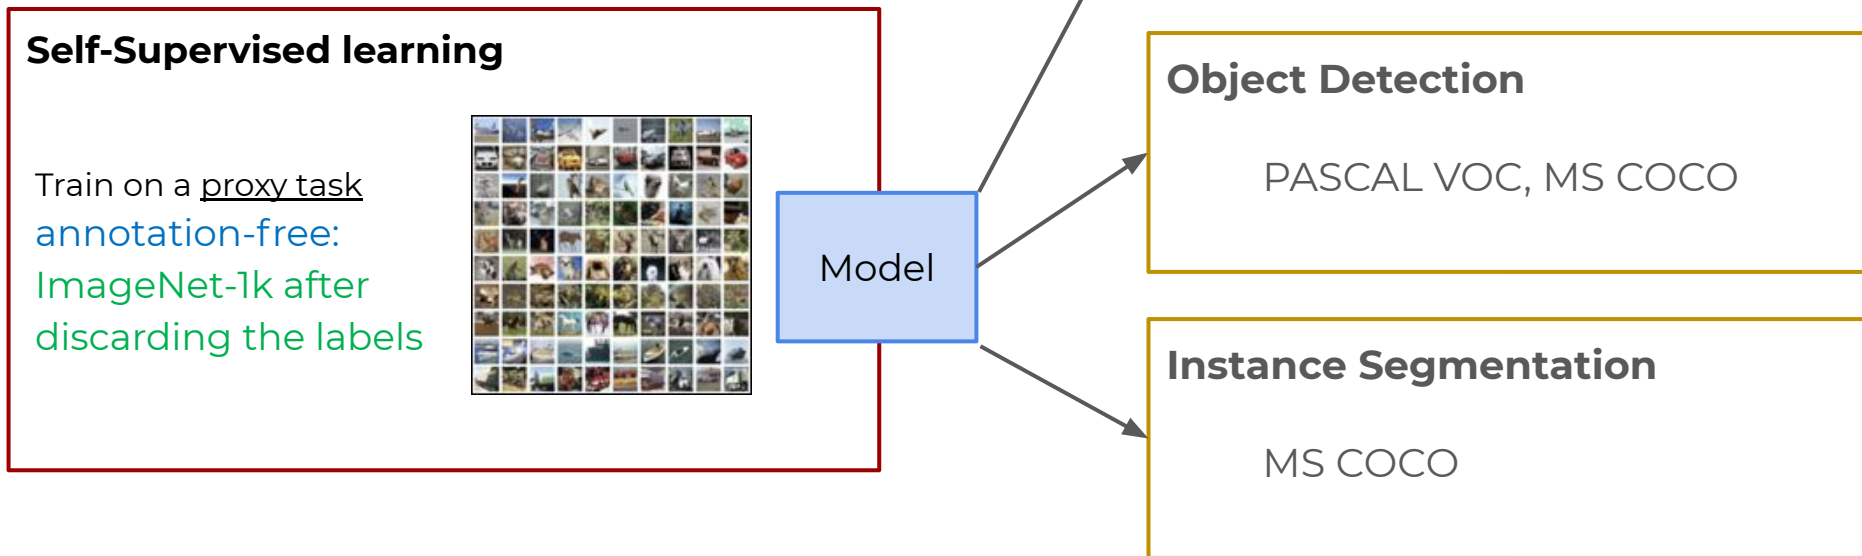 Self-Supervised learning
Train on a proxy task
annotation-free:
ImageNet-1k after
discarding the labels
Model
Object Detection
PASCAL VOC, MS COCO
Instance Segmentation
MS COCO